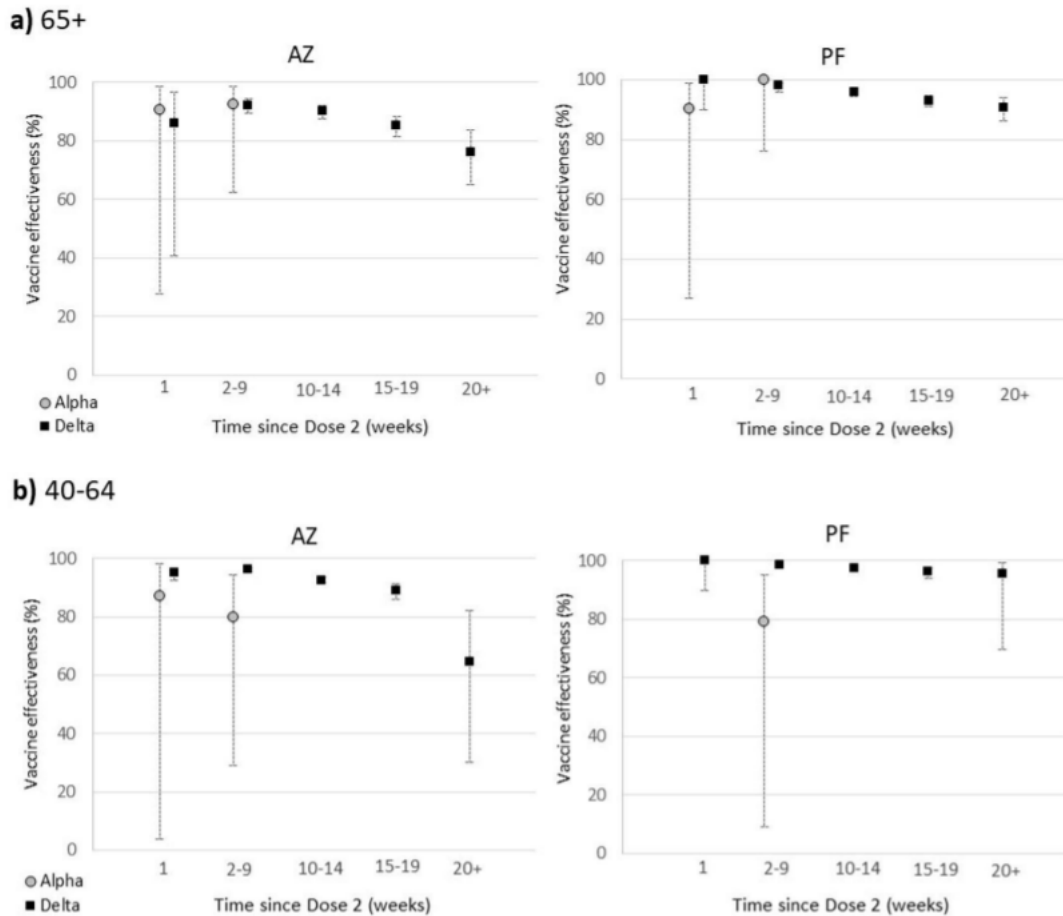 a) 65+
AZ
PF
Vaccine effectiveness (%)
100
80
60
40
20
0
1 2-9 10-14 15-19 20+
Time since Dose 2 (weeks)
Vaccine effectiveness (%)
100
80
60
40
20
0
1 2-9 10-14 15-19 20+
Time since Dose 2 (weeks)
Alpha
Delta
b) 40-64
AZ
PF
Vaccine effectiveness (%)
100
80
60
40
20
0
1 2-9 10-14 15-19 20+
Time since Dose 2 (weeks)
Vaccine effectiveness (%)
100
80
60
40
20
0
1 2-9 10-14 15-19 20+
Time since Dose 2 (weeks)
Alpha
Delta